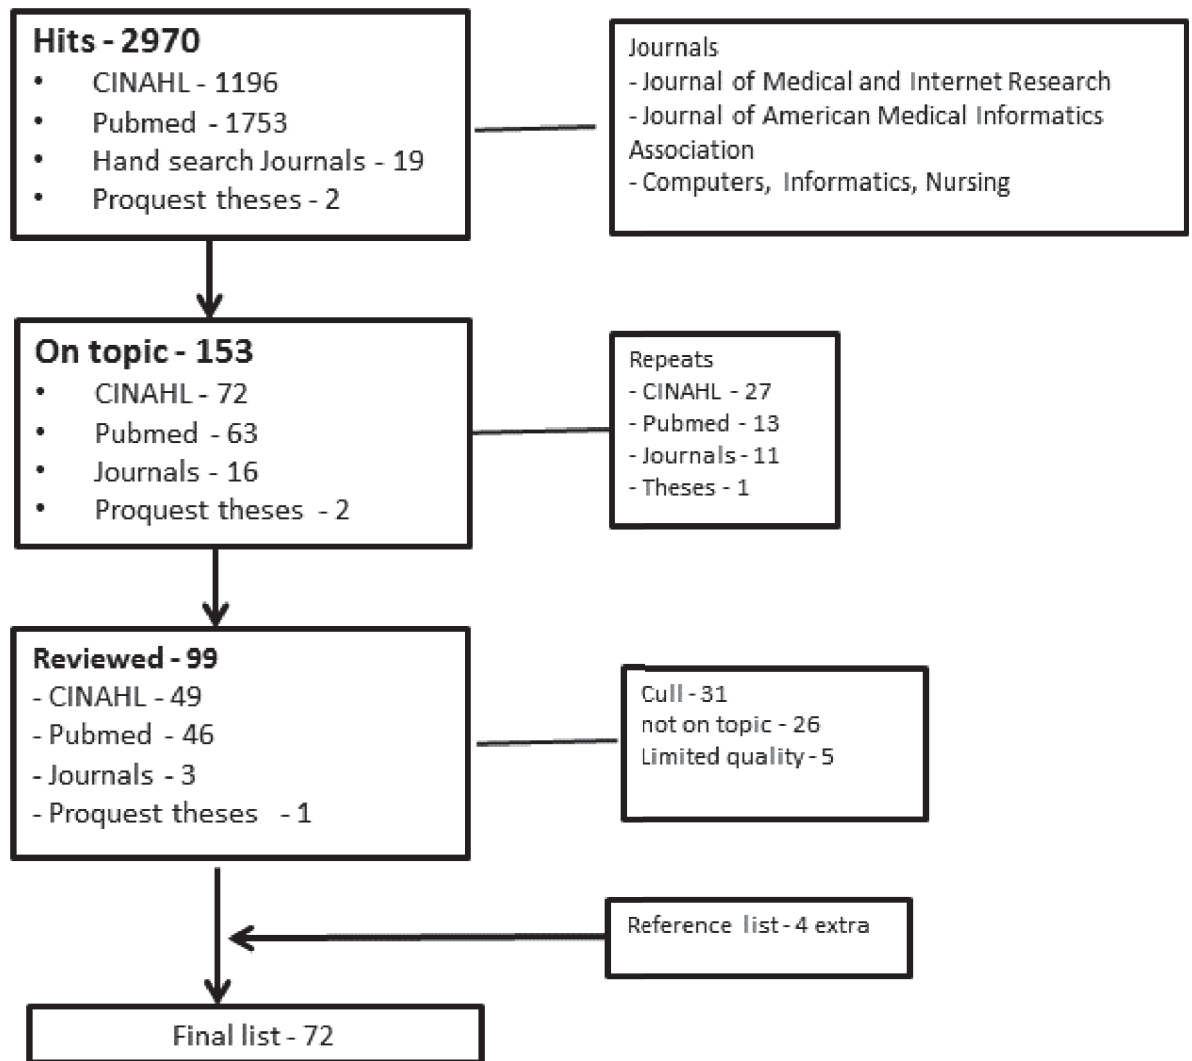 Hits - 2970
• CINAHL - 1196
• Pubmed - 1753
• Hand search Journals - 19
• Proquest theses - 2
Journals
- Journal of Medical and Internet Research
- Journal of American Medical Informatics
Association
- Computers, Informatics, Nursing
On topic - 153
• CINAHL - 72
• Pubmed - 63
• Journals - 16
• Proquest theses - 2
Repeats
- CINAHL - 27
- Pubmed - 13
- Journals - 11
- Theses - 1
Reviewed - 99
- CINAHL - 49
- Pubmed - 46
- Journals - 3
- Proquest theses - 1
Cull - 31
not on topic - 26
Limited quality - 5
Reference list - 4 extra
Final list - 72